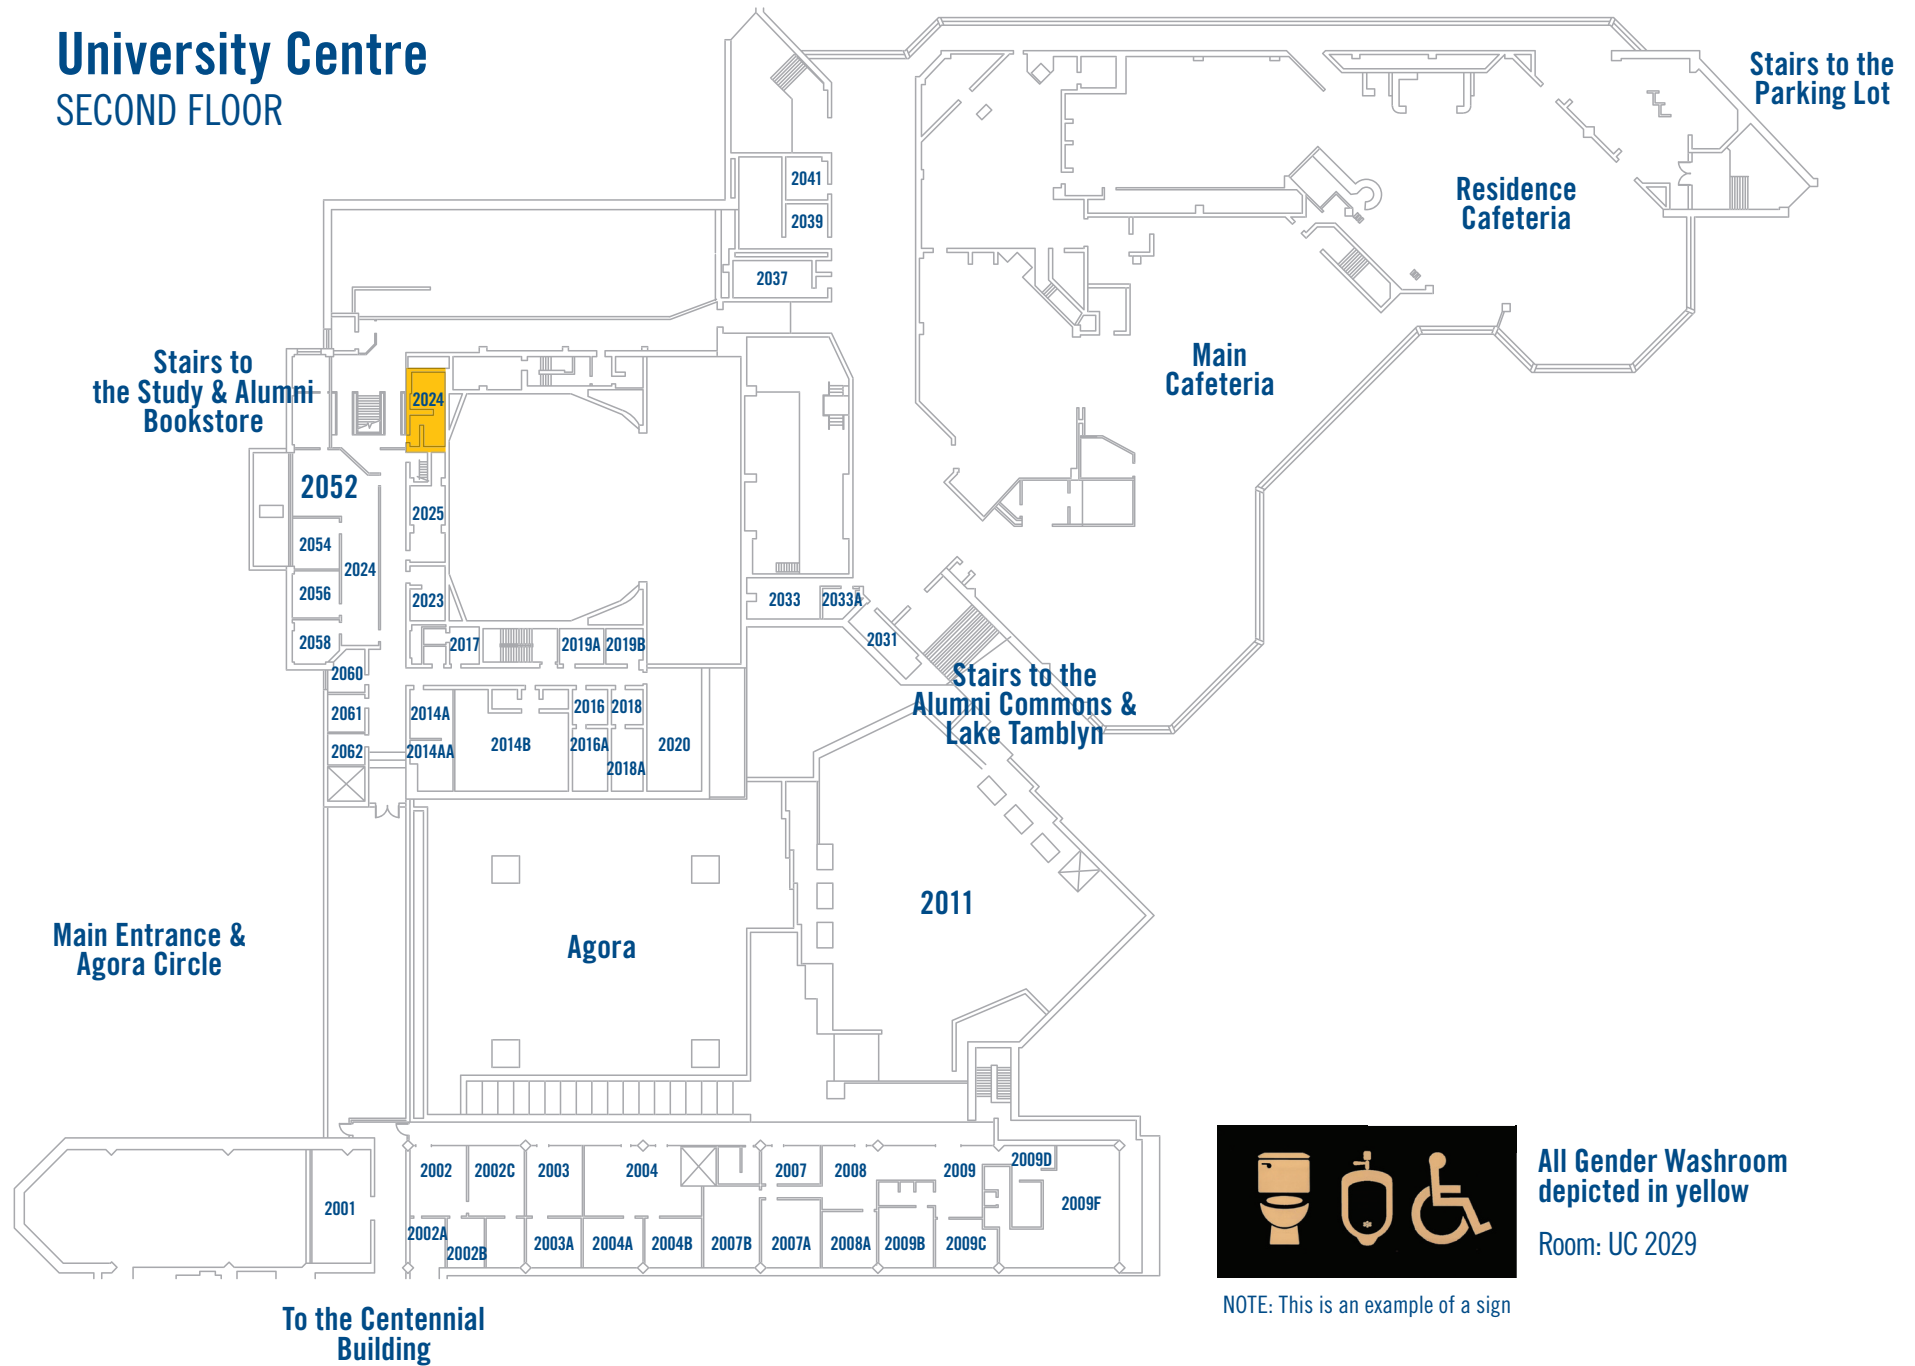 University Centre
SECOND FLOOR
Stairs to the
Parking Lot
2041
2039
2037
Residence
Cafeteria
Main
Cafeteria
Stairs to
the Study & Alumni
Bookstore
2024
2052
2025
2054
2024
2056
2023
2058
2033
2033A
2031
2017
2019A
2019B
2060
2061
2062
2014A
2014AA
2014B
2016
2018
2016A
2018A
2020
Stairs to the
Alumni Commons &
Lake Tamblyn
2011
Agora
Main Entrance &
Agora Circle
2001
2002
2002C
2003
2004
2007
2008
2009
2009D
2009F
2002A
2002B
2003A
2004A
2004B
2007B
2007A
2008A
2009B
2009C
All Gender Washroom
depicted in yellow
Room: UC 2029
NOTE: This is an example of a sign
To the Centennial
Building